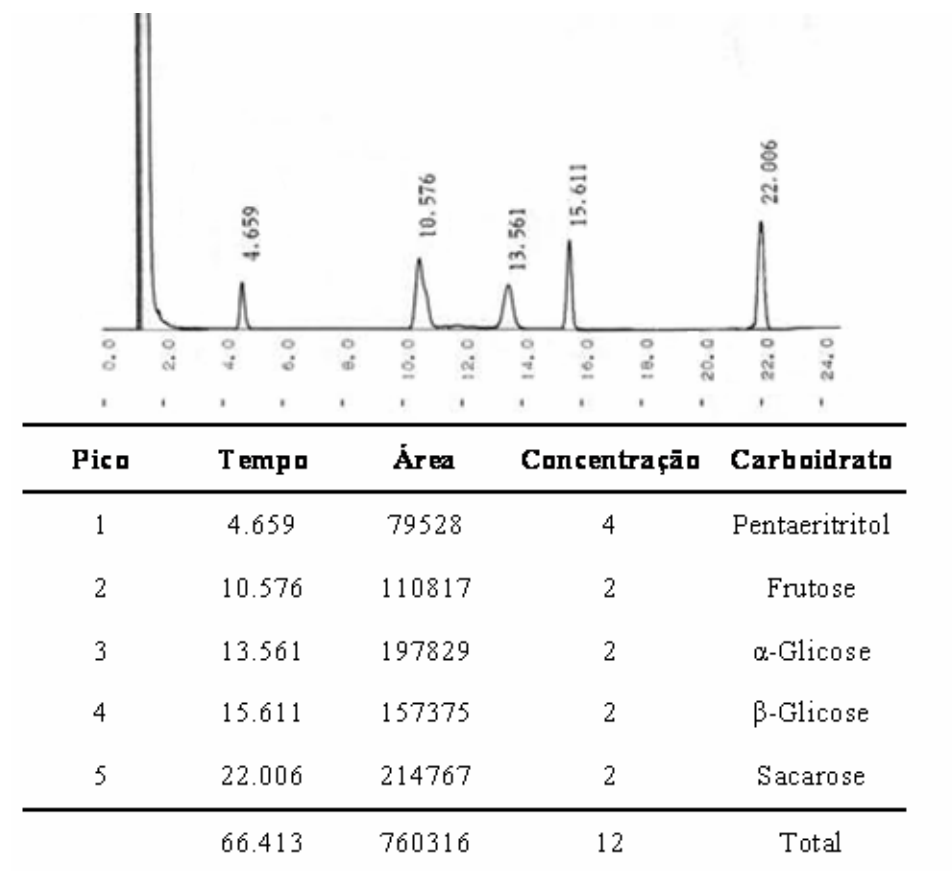 4.659
10.576
13.561
15.611
22.006
0.0 2.0 4.0 6.0 8.0 10.0 12.0 14.0 16.0 18.0 20.0 22.0 24.0
Pico Tempo Área Concentração Carboidrato
1 4.659 79528 4 Pentaeritritol
2 10.576 110817 2 Frutose
3 13.561 197829 2 α-Glicose
4 15.611 157375 2 β-Glicose
5 22.006 214767 2 Sacarose
66.413 760316 12 Total